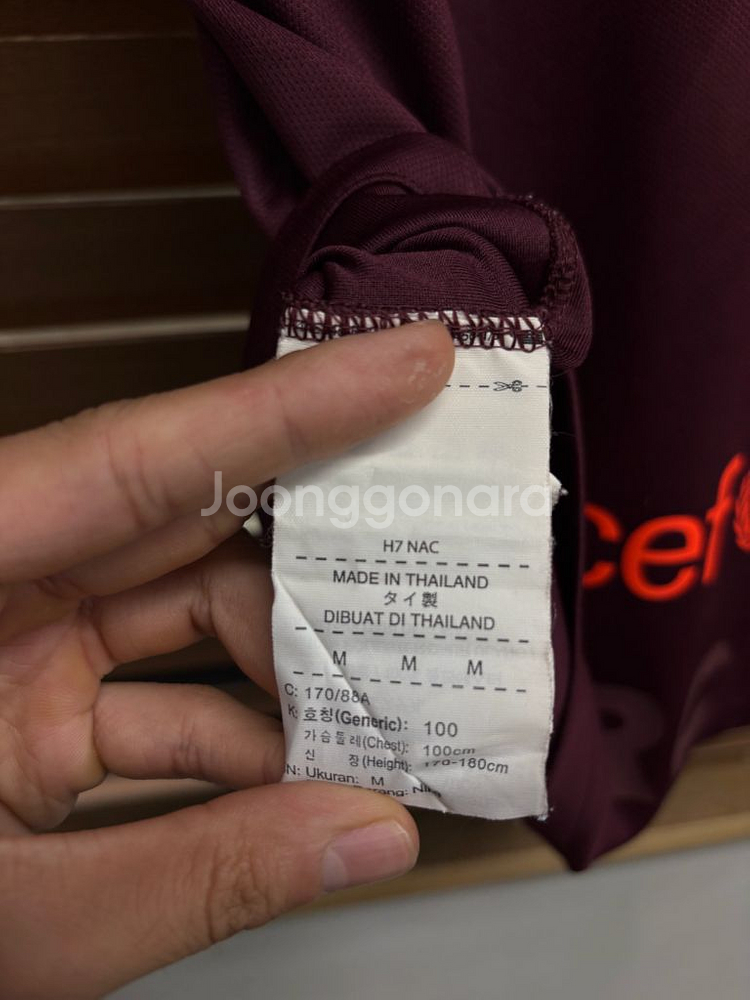 Joonggonara
H7 NAC
MADE IN THAILAND
タイ製
DIBUAT DI THAILAND
M M M
C: 170/88A
K: 호칭(Generic): 100
가슴둘레(Chest): 100cm
신 장(Height): 170-180cm
N: Ukuran: M
cef